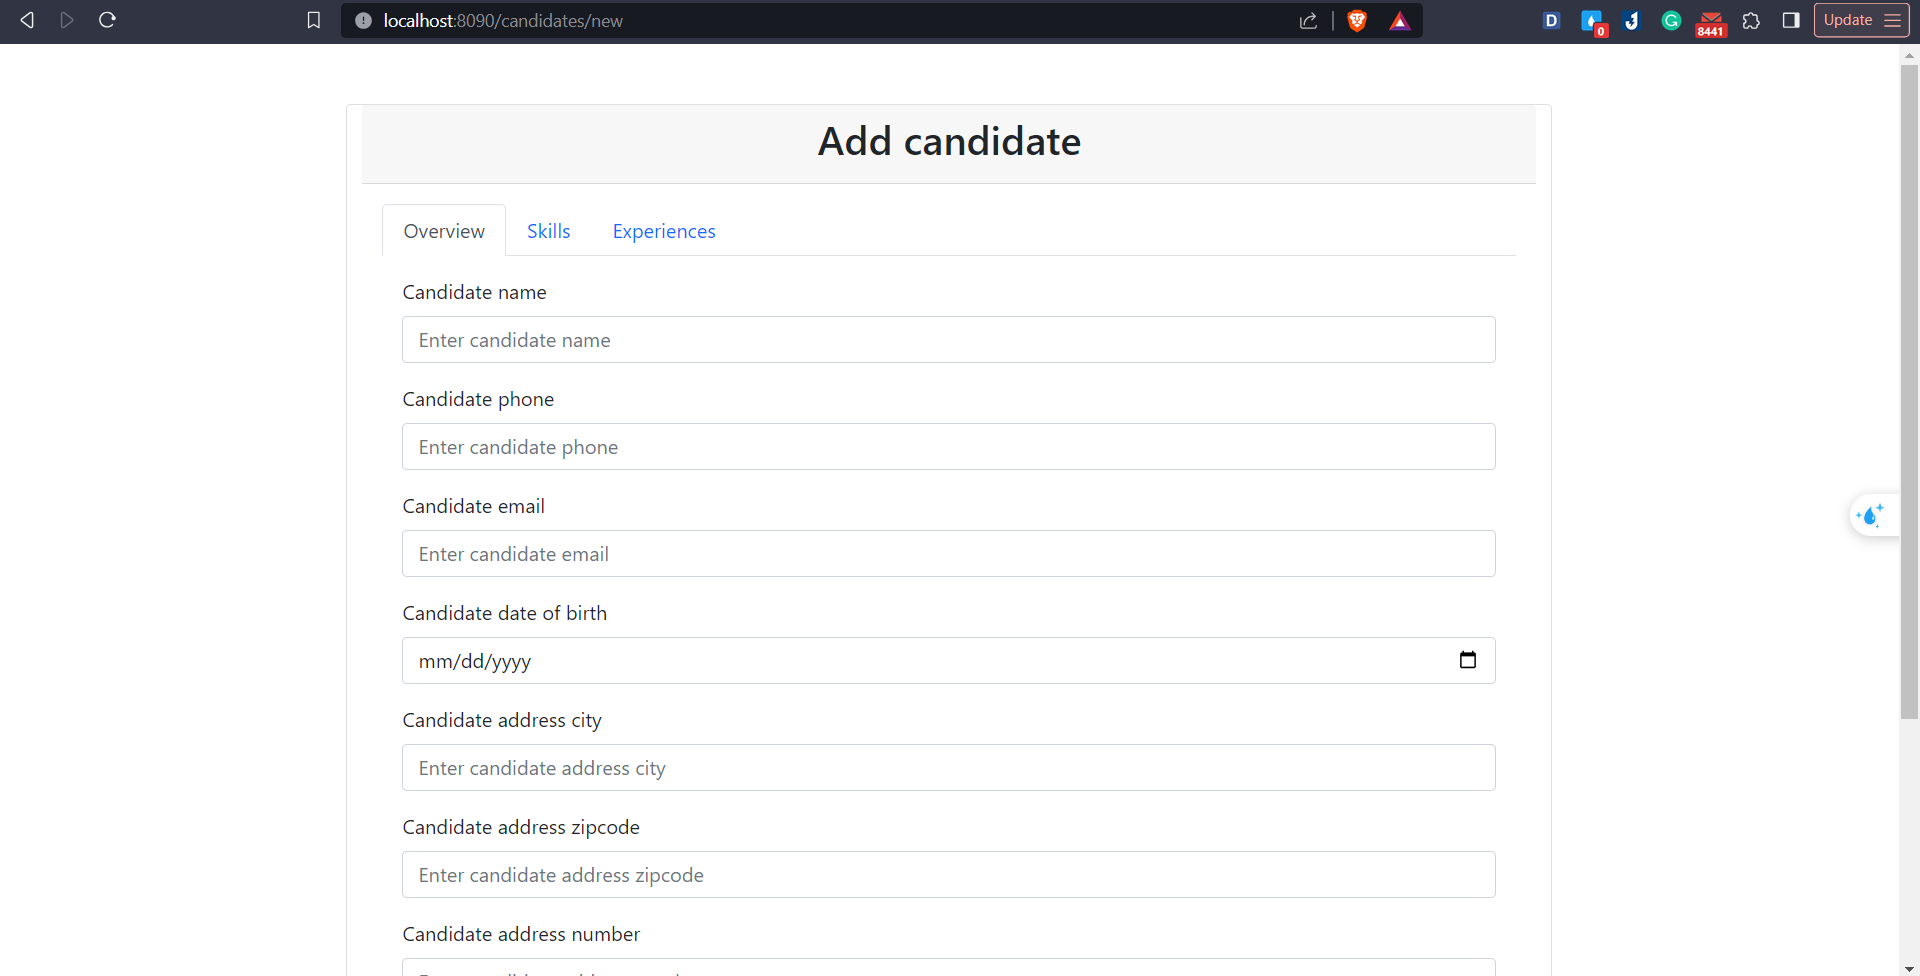 localhost:8090/candidates/new
D
0
G
8441
Update
Add candidate
Overview Skills Experiences
Candidate name
Enter candidate name
Candidate phone
Enter candidate phone
Candidate email
Enter candidate email
Candidate date of birth
mm/dd/yyyy
Candidate address city
Enter candidate address city
Candidate address zipcode
Enter candidate address zipcode
Candidate address number